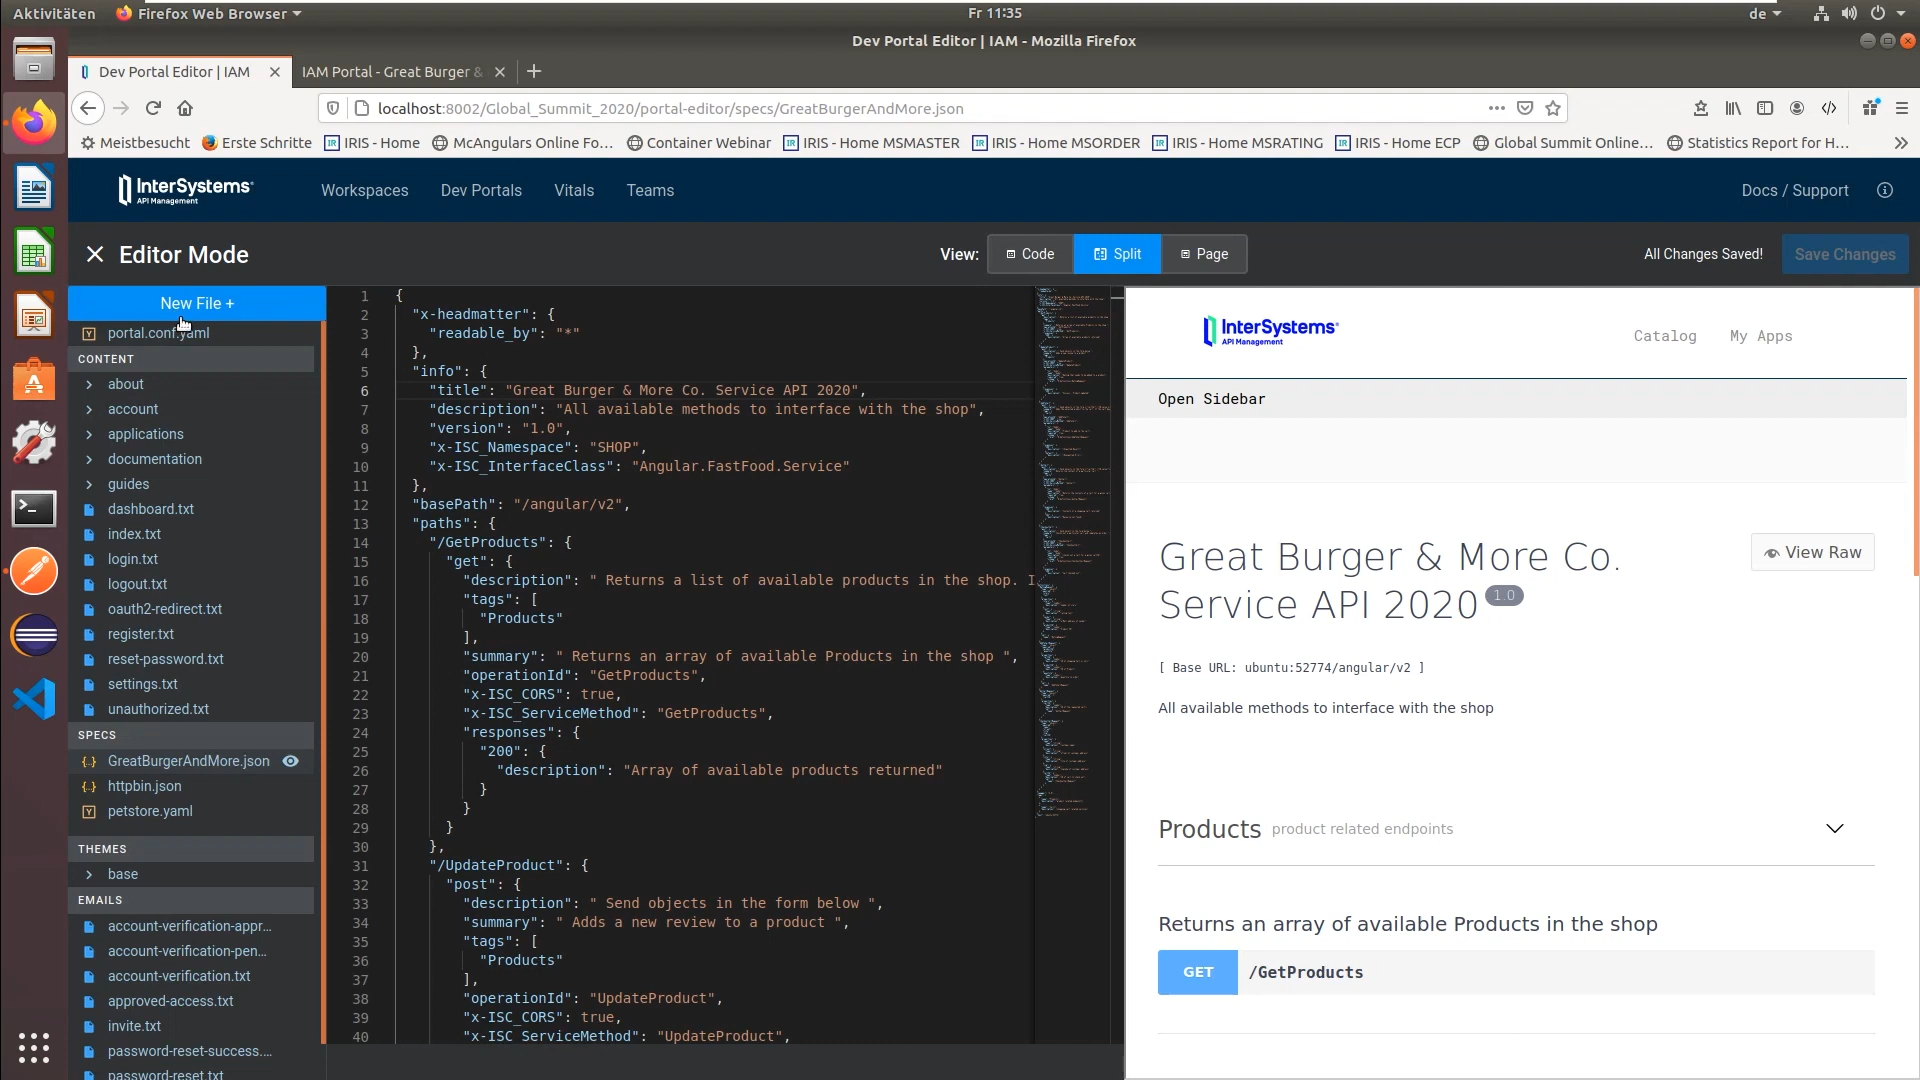 Aktivitäten
Firefox Web Browser
Fr 11:35
de
Dev Portal Editor | IAM - Mozilla Firefox
Dev Portal Editor | IAM
IAM Portal - Great Burger &
localhost:8002/Global_Summit_2020/portal-editor/specs/GreatBurgerAndMore.json
Meistbesucht
Erste Schritte
IRIS - Home
McAngulars Online Fo…
Container Webinar
IRIS - Home MSMASTER
IRIS - Home MSORDER
IRIS - Home MSRATING
IRIS - Home ECP
Global Summit Online…
Statistics Report for H…
InterSystems
API Management
Workspaces
Dev Portals
Vitals
Teams
Docs / Support
Editor Mode
View:
Code
Split
Page
All Changes Saved!
Save Changes
New File +
portal.conf.yaml
CONTENT
about
account
applications
documentation
guides
dashboard.txt
index.txt
login.txt
logout.txt
oauth2-redirect.txt
register.txt
reset-password.txt
settings.txt
unauthorized.txt
SPECS
GreatBurgerAndMore.json
httpbin.json
petstore.yaml
THEMES
base
EMAILS
account-verification-appr…
account-verification-pen…
account-verification.txt
approved-access.txt
invite.txt
password-reset-success.…
password-reset.txt
1 {
2 "x-headmatter": {
3 "readable_by": "*"
4 },
5 "info": {
6 "title": "Great Burger & More Co. Service API 2020",
7 "description": "All available methods to interface with the shop",
8 "version": "1.0",
9 "x-ISC_Namespace": "SHOP",
10 "x-ISC_InterfaceClass": "Angular.FastFood.Service"
11 },
12 "basePath": "/angular/v2",
13 "paths": {
14 "/GetProducts": {
15 "get": {
16 "description": " Returns a list of available products in the shop. I
17 "tags": [
18 "Products"
19 ],
20 "summary": " Returns an array of available Products in the shop ",
21 "operationId": "GetProducts",
22 "x-ISC_CORS": true,
23 "x-ISC_ServiceMethod": "GetProducts",
24 "responses": {
25 "200": {
26 "description": "Array of available products returned"
27 }
28 }
29 }
30 },
31 "/UpdateProduct": {
32 "post": {
33 "description": " Send objects in the form below ",
34 "summary": " Adds a new review to a product ",
35 "tags": [
36 "Products"
37 ],
38 "operationId": "UpdateProduct",
39 "x-ISC_CORS": true,
40 "x-ISC_ServiceMethod": "UpdateProduct",
InterSystems
API Management
Catalog
My Apps
Open Sidebar
Great Burger & More Co.
Service API 2020 1.0
View Raw
[ Base URL: ubuntu:52774/angular/v2 ]
All available methods to interface with the shop
Products product related endpoints
Returns an array of available Products in the shop
GET /GetProducts